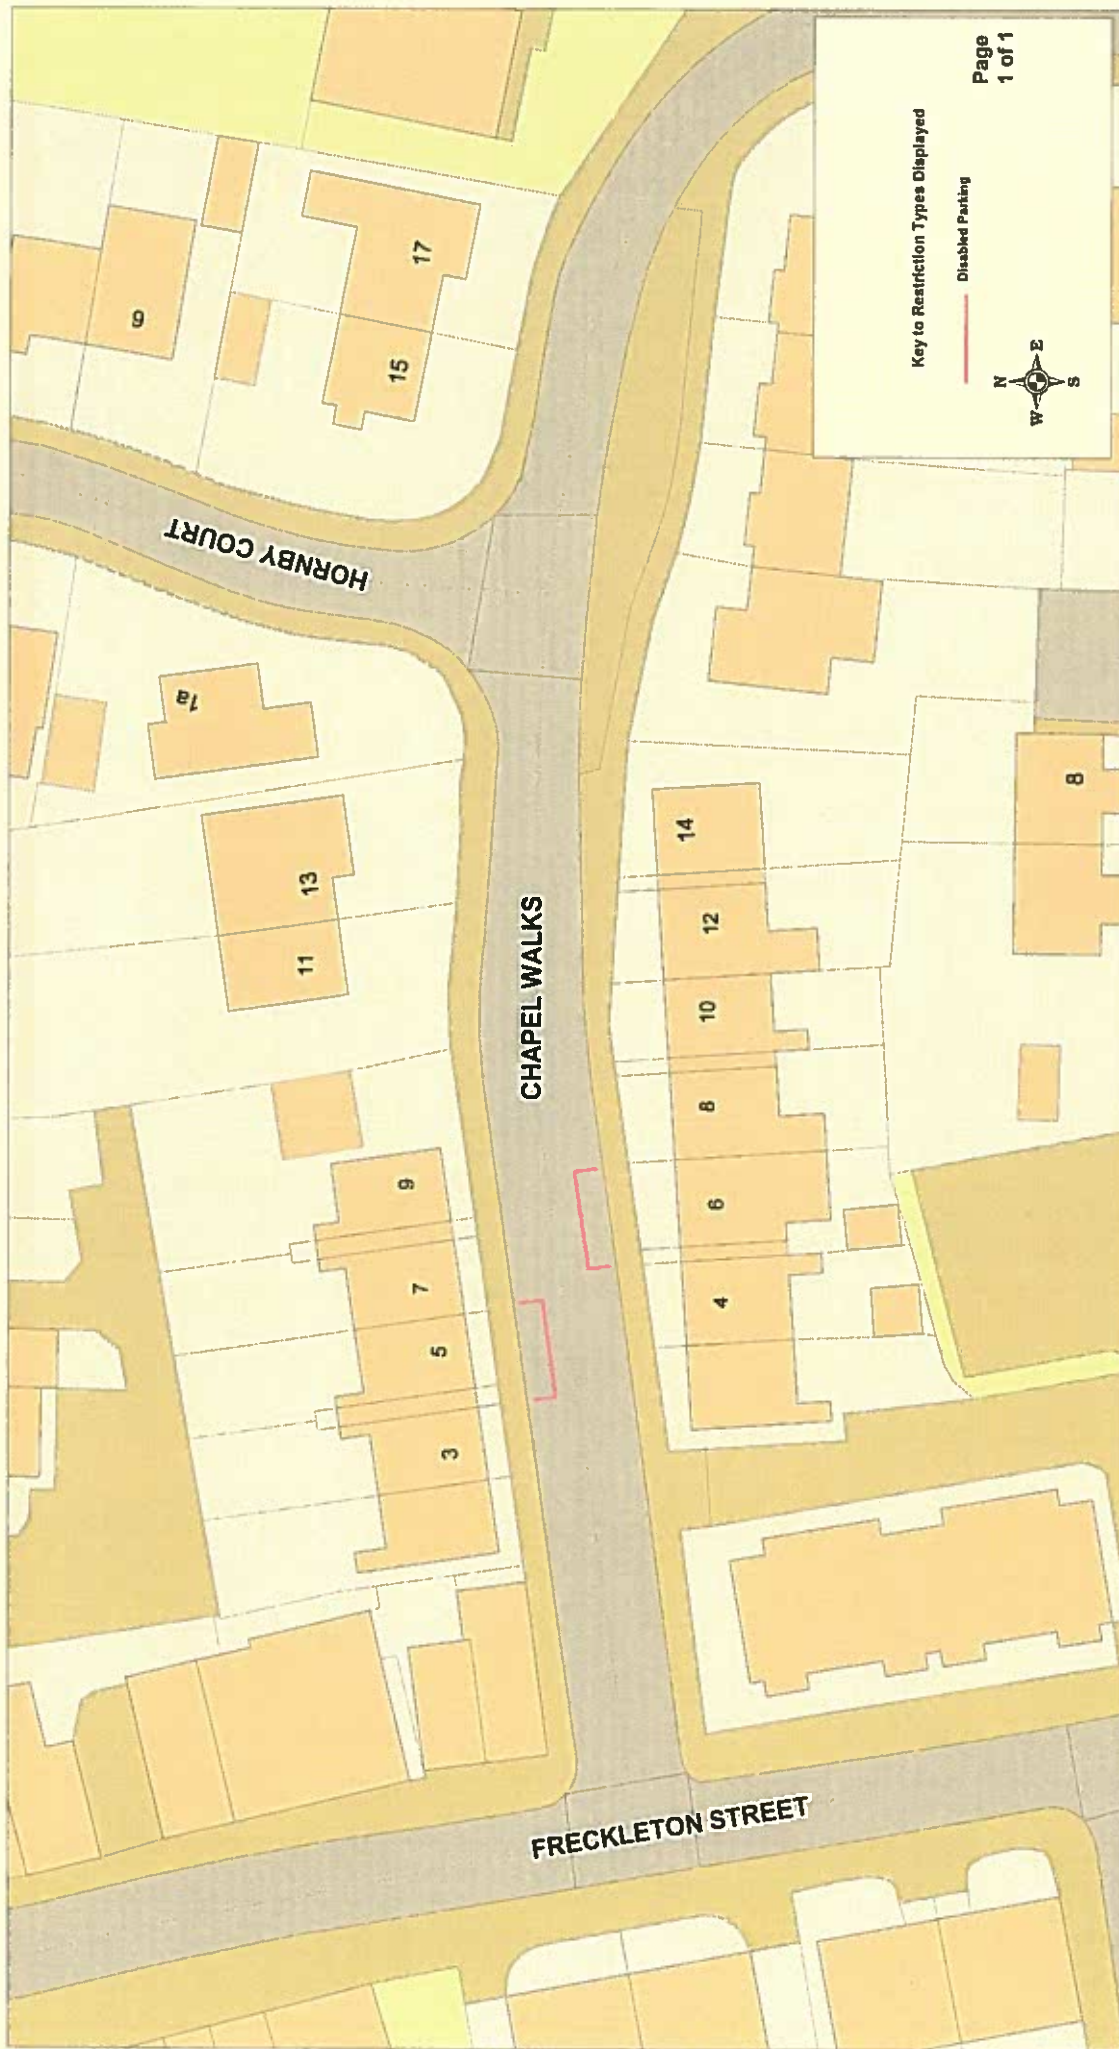 6
1a
HORNBY COURT
11
13
15
17
9
7
5
3
CHAPEL WALKS
FRECKLETON STREET
4
6
8
10
12
14
8
Key to Restriction Types Displayed
Disabled Parking
N
W
E
S
Page
1 of 1